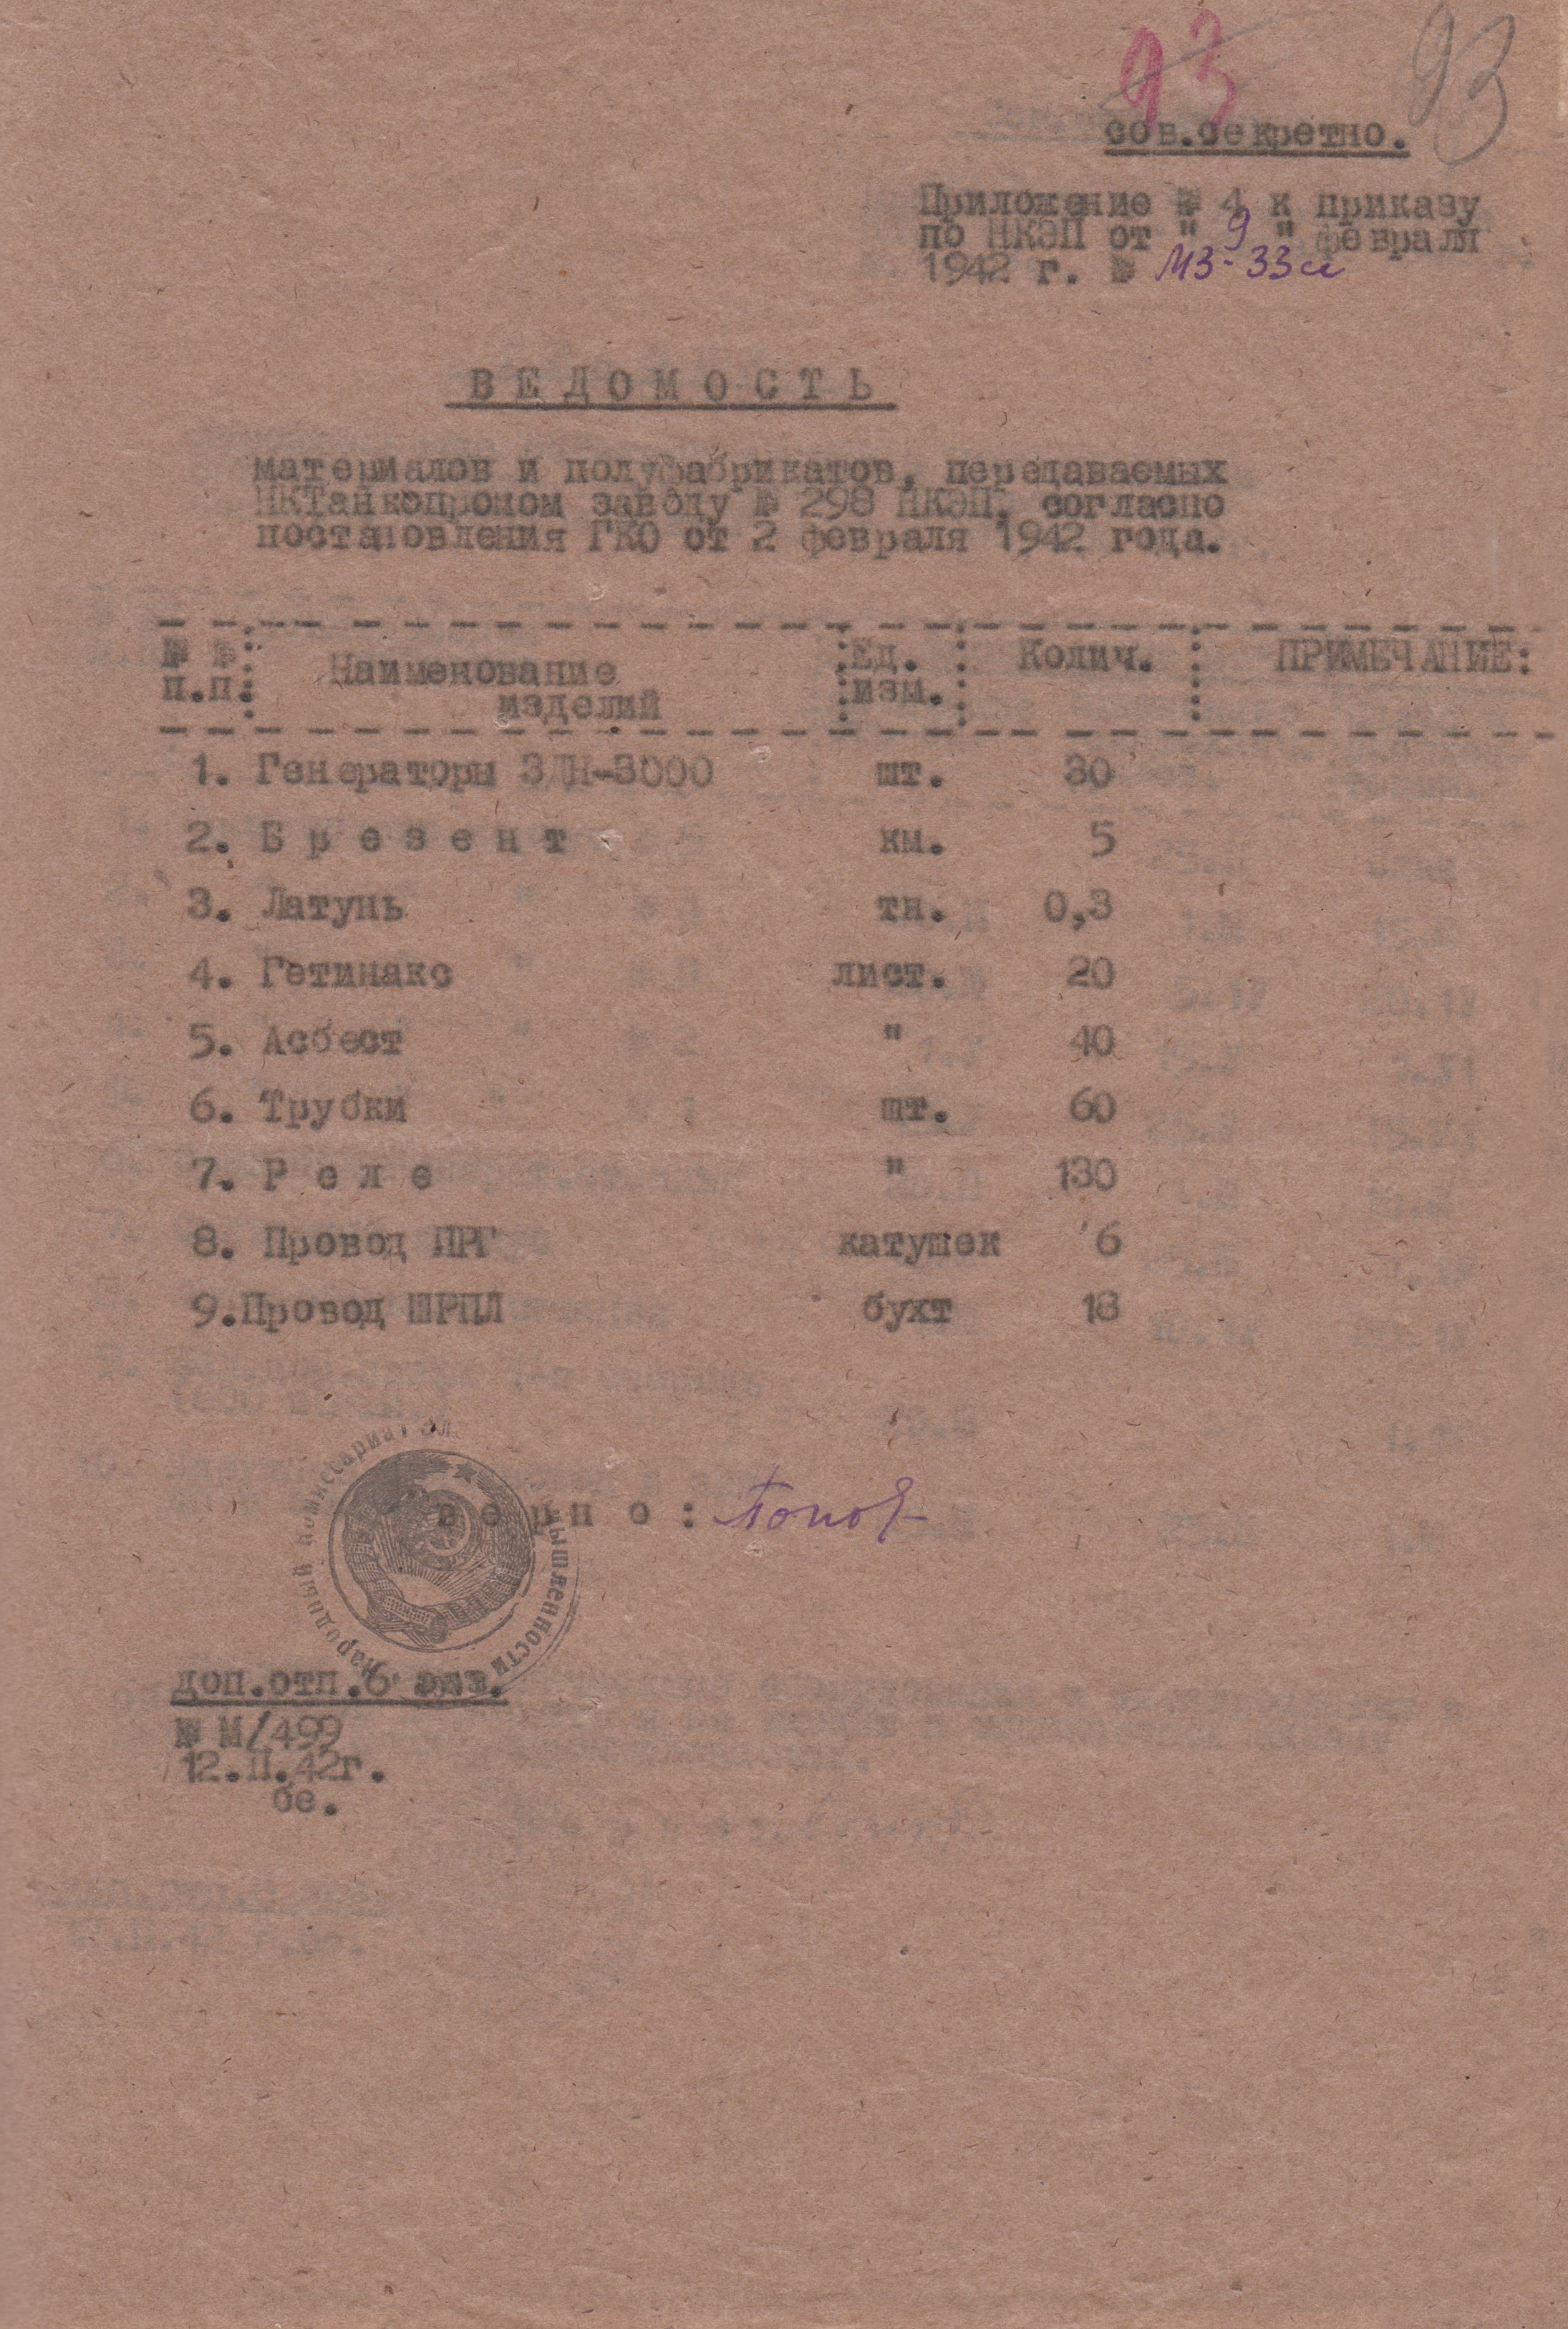 93 93
сов.секретно.
Приложение № 4 к приказу
по НКЭП от " 9 " февраля
1942 г. № МЗ-33сс
ВЕДОМОСТЬ
материалов и полуфабрикатов, передаваемых
НКТанкопромом заводу № 298 НКЭП, согласно
постановления ГКО от 2 февраля 1942 года.
№ № Наименование Ед. Колич. ПРИМЕЧАНИЕ:
п.п. изделий изм.
1. Генераторы ЗДН-3000 шт. 30
2. Брезент км. 5
3. Латунь тн. 0,3
4. Гетинакс лист. 20
5. Асбест " 40
6. Трубки шт. 60
7. Реле " 130
8. Провод ПРГ катушек 6
9.Провод ШРПЛ бухт 18
Народный комиссариат эл мышленности
верно: Попов
доп.отп.6 экз.
№ М/499
12.II.42г.
бе.